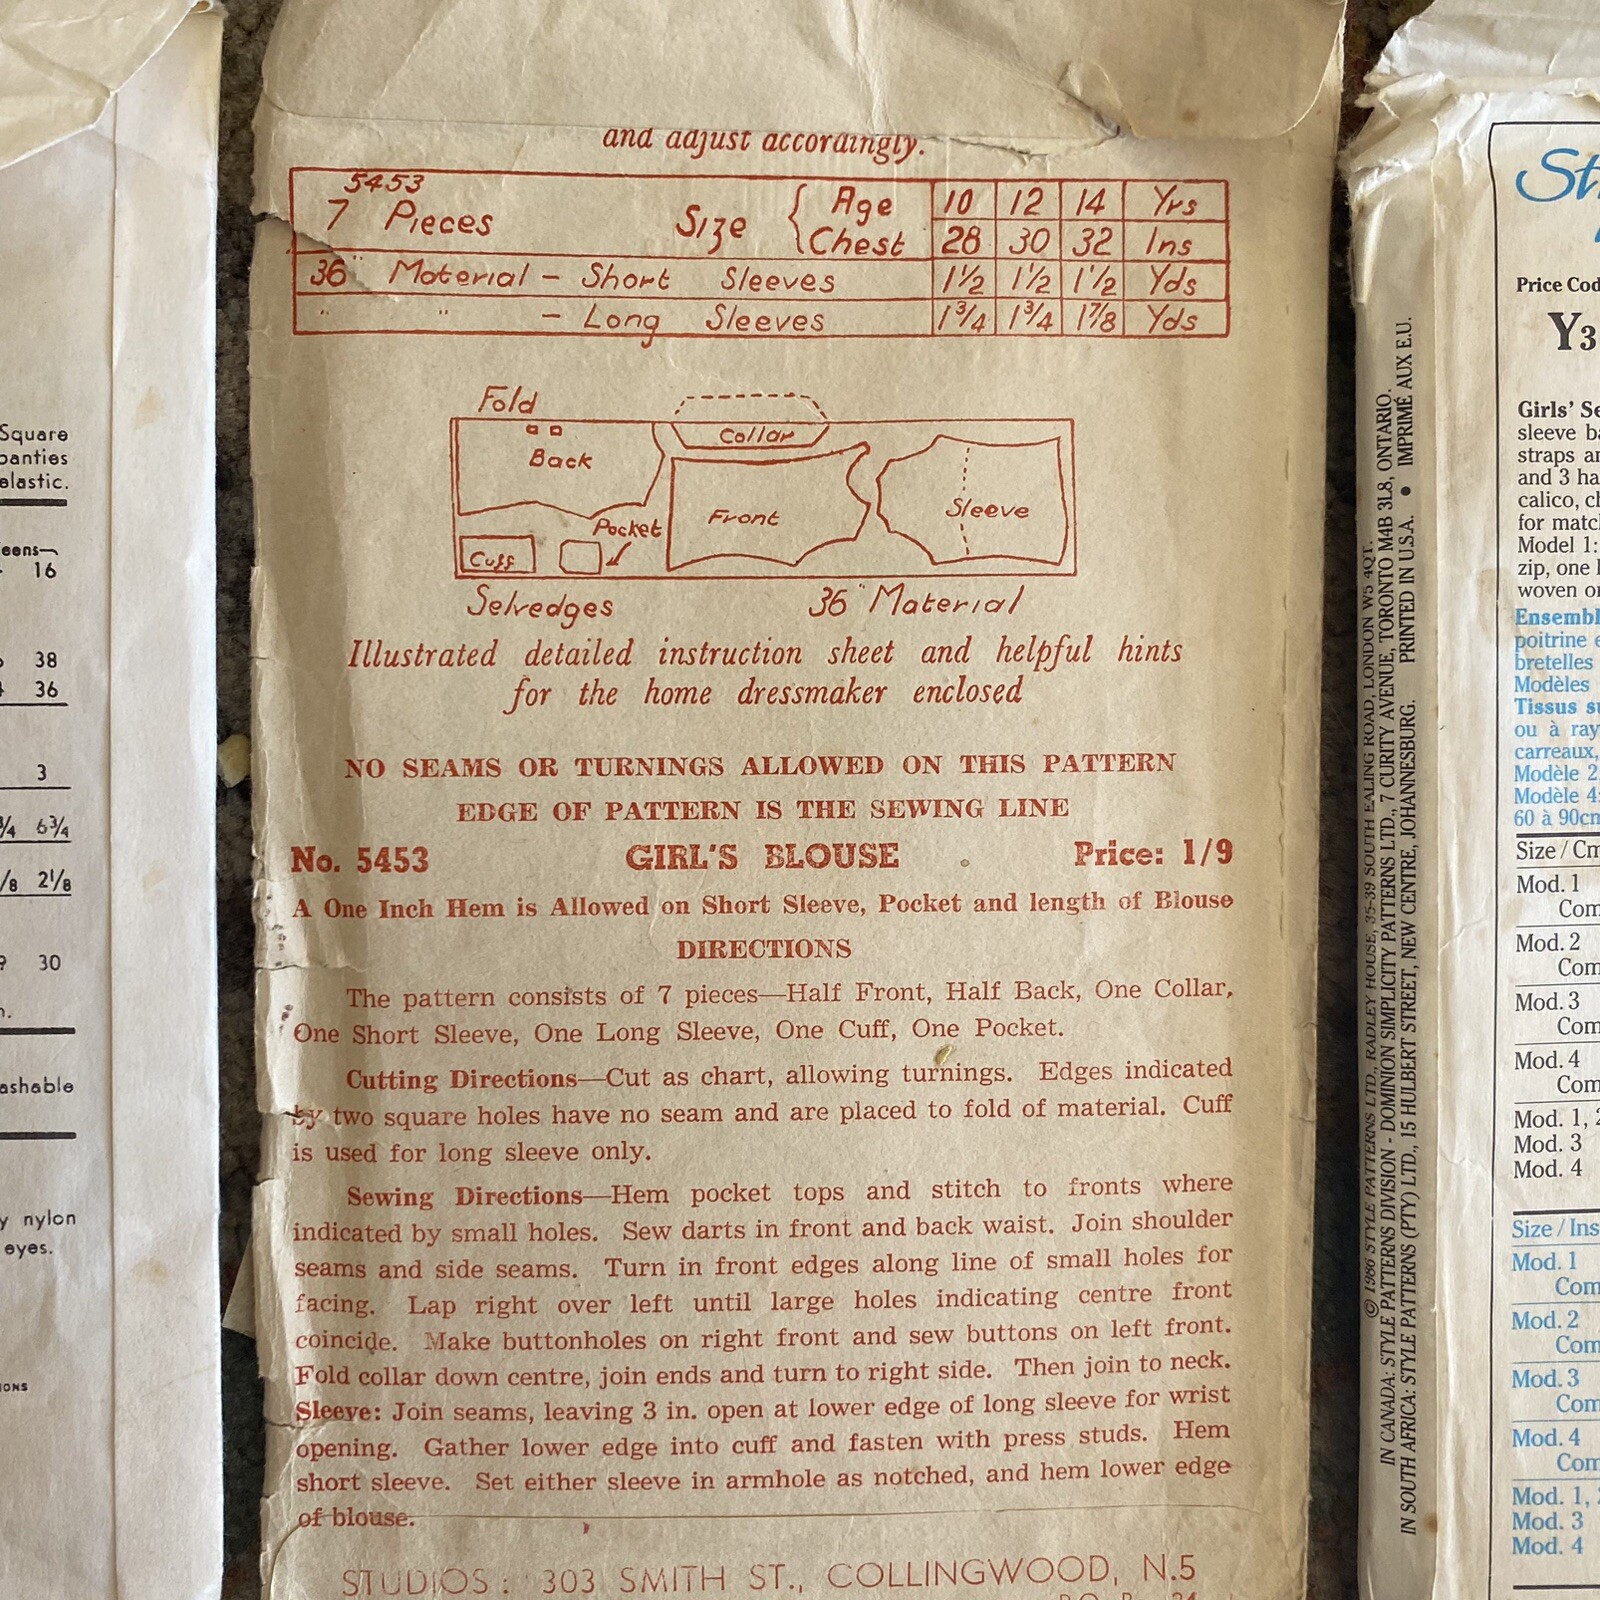 Square
panties
elastic.
16
38
36
3
6¾
2⅛
30
nylon
eyes.
and adjust accordingly.
5453
7 Pieces Size { Age 10 12 14 Yrs
Chest 28 30 32 Ins
36" Material - Short Sleeves 1½ 1½ 1½ Yds
" " - Long Sleeves 1¾ 1¾ 1⅞ Yds
Fold
Collar
Back
Front
Sleeve
Pocket
Cuff
Selvedges 36" Material
Illustrated detailed instruction sheet and helpful hints
for the home dressmaker enclosed
NO SEAMS OR TURNINGS ALLOWED ON THIS PATTERN
EDGE OF PATTERN IS THE SEWING LINE
No. 5453 GIRL'S BLOUSE Price: 1/9
A One Inch Hem is Allowed on Short Sleeve, Pocket and length of Blouse
DIRECTIONS
The pattern consists of 7 pieces—Half Front, Half Back, One Collar,
One Short Sleeve, One Long Sleeve, One Cuff, One Pocket.
Cutting Directions—Cut as chart, allowing turnings. Edges indicated
by two square holes have no seam and are placed to fold of material. Cuff
is used for long sleeve only.
Sewing Directions—Hem pocket tops and stitch to fronts where
indicated by small holes. Sew darts in front and back waist. Join shoulder
seams and side seams. Turn in front edges along line of small holes for
facing. Lap right over left until large holes indicating centre front
coincide. Make buttonholes on right front and sew buttons on left front.
Fold collar down centre, join ends and turn to right side. Then join to neck.
Sleeve: Join seams, leaving 3 in. open at lower edge of long sleeve for wrist
opening. Gather lower edge into cuff and fasten with press studs. Hem
short sleeve. Set either sleeve in armhole as notched, and hem lower edge
of blouse.
STUDIOS: 303 SMITH ST., COLLINGWOOD, N.5
© 1986 STYLE PATTERNS LTD., RADLEY HOUSE, 35-39 SOUTH EALING ROAD, LONDON W5 4QT.
IN CANADA: STYLE PATTERNS DIVISION - DOMINION SIMPLICITY PATTERNS LTD., 7 CURITY AVENUE, TORONTO M4B 3L8, ONTARIO.
IN SOUTH AFRICA: STYLE PATTERNS (PTY) LTD., 15 HULBERT STREET, NEW CENTRE, JOHANNESBURG. PRINTED IN U.S.A. • IMPRIMÉ AUX E.U.
St
Price Cod
Y3
Girls' Se
sleeve ba
straps an
and 3 ha
calico, ch
for matc
Model 1:
zip, one
woven or
Ensembl
poitrine e
bretelles
Modèles
Tissus su
ou à ray
carreaux,
Modèle 2
Modèle 4:
60 à 90cm
Size / Cm
Mod. 1
Com
Mod. 2
Com
Mod. 3
Com
Mod. 4
Com
Mod. 1, 2
Mod. 3
Mod. 4
Size / Ins
Mod. 1
Com
Mod. 2
Com
Mod. 3
Com
Mod. 4
Com
Mod. 1, 2
Mod. 3
Mod. 4